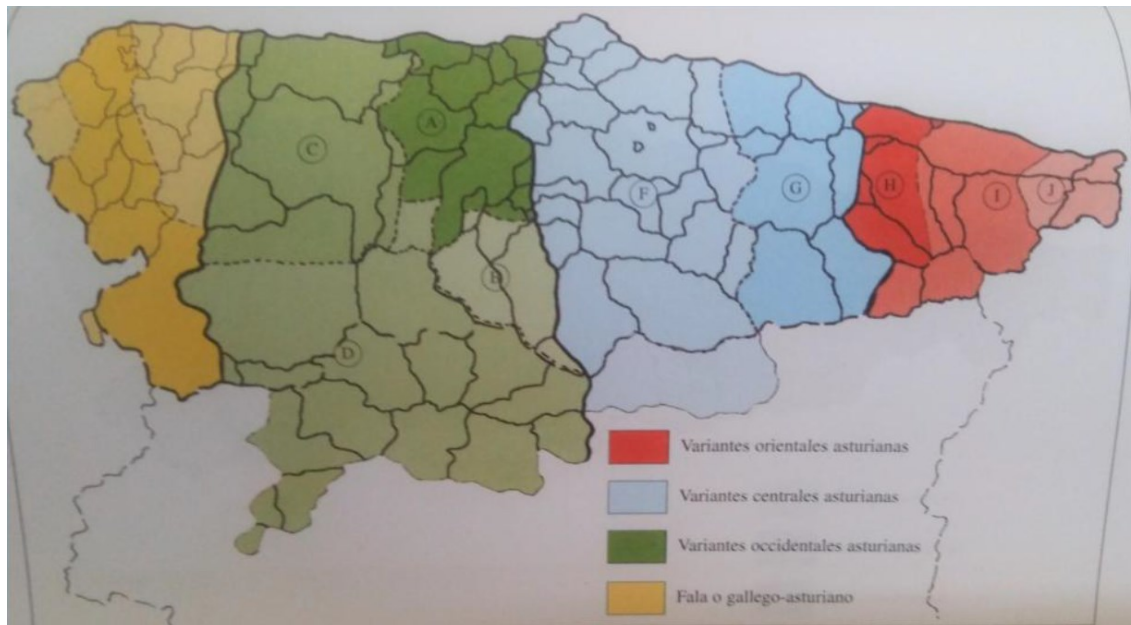 A
C
D
D
F
G
H
I
J
B
D
Variantes orientales asturianas
Variantes centrales asturianas
Variantes occidentales asturianas
Fala o gallego-asturiano